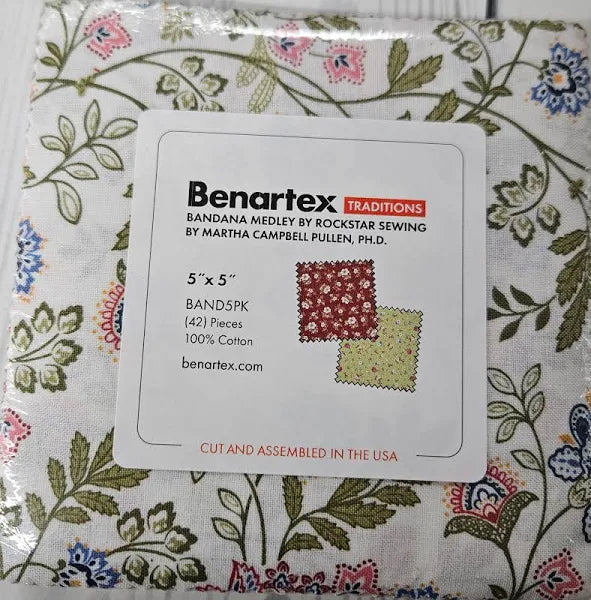 Benartex TRADITIONS
BANDANA MEDLEY BY ROCKSTAR SEWING
BY MARTHA CAMPBELL PULLEN, PH.D.
5"x 5"
BAND5PK
(42) Pieces
100% Cotton
benartex.com
CUT AND ASSEMBLED IN THE USA